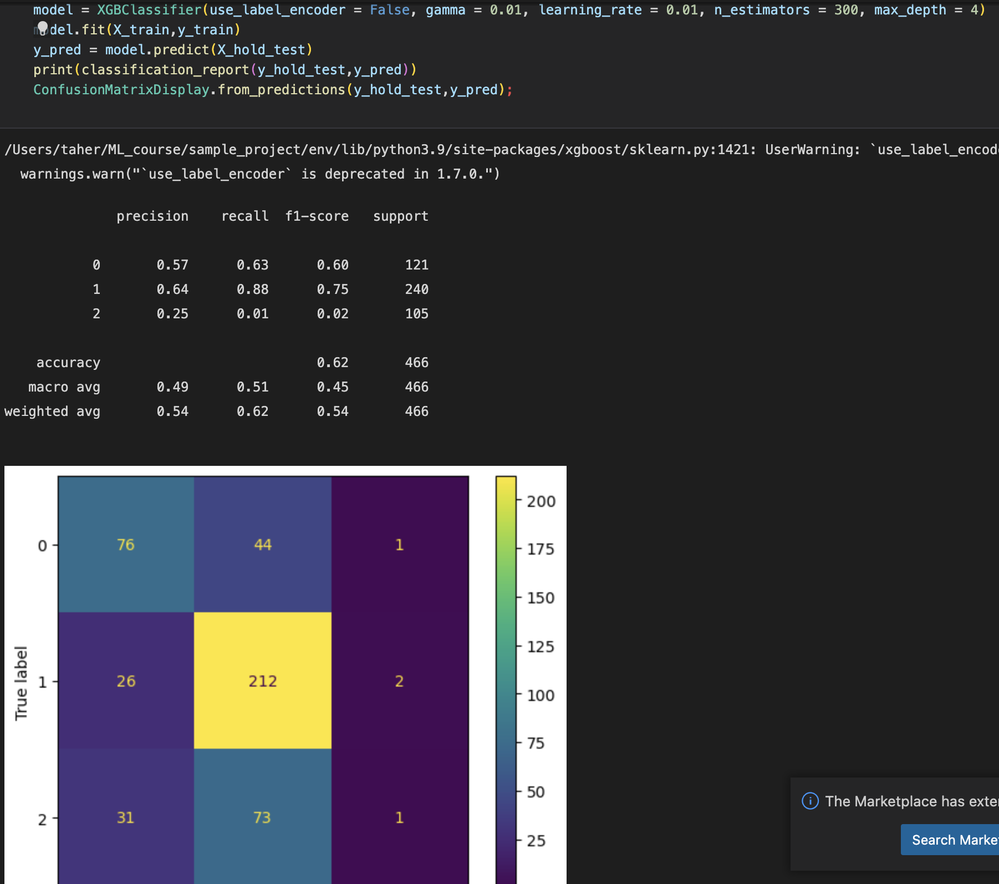 model = XGBClassifier(use_label_encoder = False, gamma = 0.01, learning_rate = 0.01, n_estimators = 300, max_depth = 4)
model.fit(X_train,y_train)
y_pred = model.predict(X_hold_test)
print(classification_report(y_hold_test,y_pred))
ConfusionMatrixDisplay.from_predictions(y_hold_test,y_pred);
/Users/taher/ML_course/sample_project/env/lib/python3.9/site-packages/xgboost/sklearn.py:1421: UserWarning: `use_label_encod
warnings.warn("`use_label_encoder` is deprecated in 1.7.0.")
precision recall f1-score support
0 0.57 0.63 0.60 121
1 0.64 0.88 0.75 240
2 0.25 0.01 0.02 105
accuracy 0.62 466
macro avg 0.49 0.51 0.45 466
weighted avg 0.54 0.62 0.54 466
200
0 76 44 1
175
150
125
True label
1 26 212 2
100
75
50
2 31 73 1
25
The Marketplace has exte
Search Marke